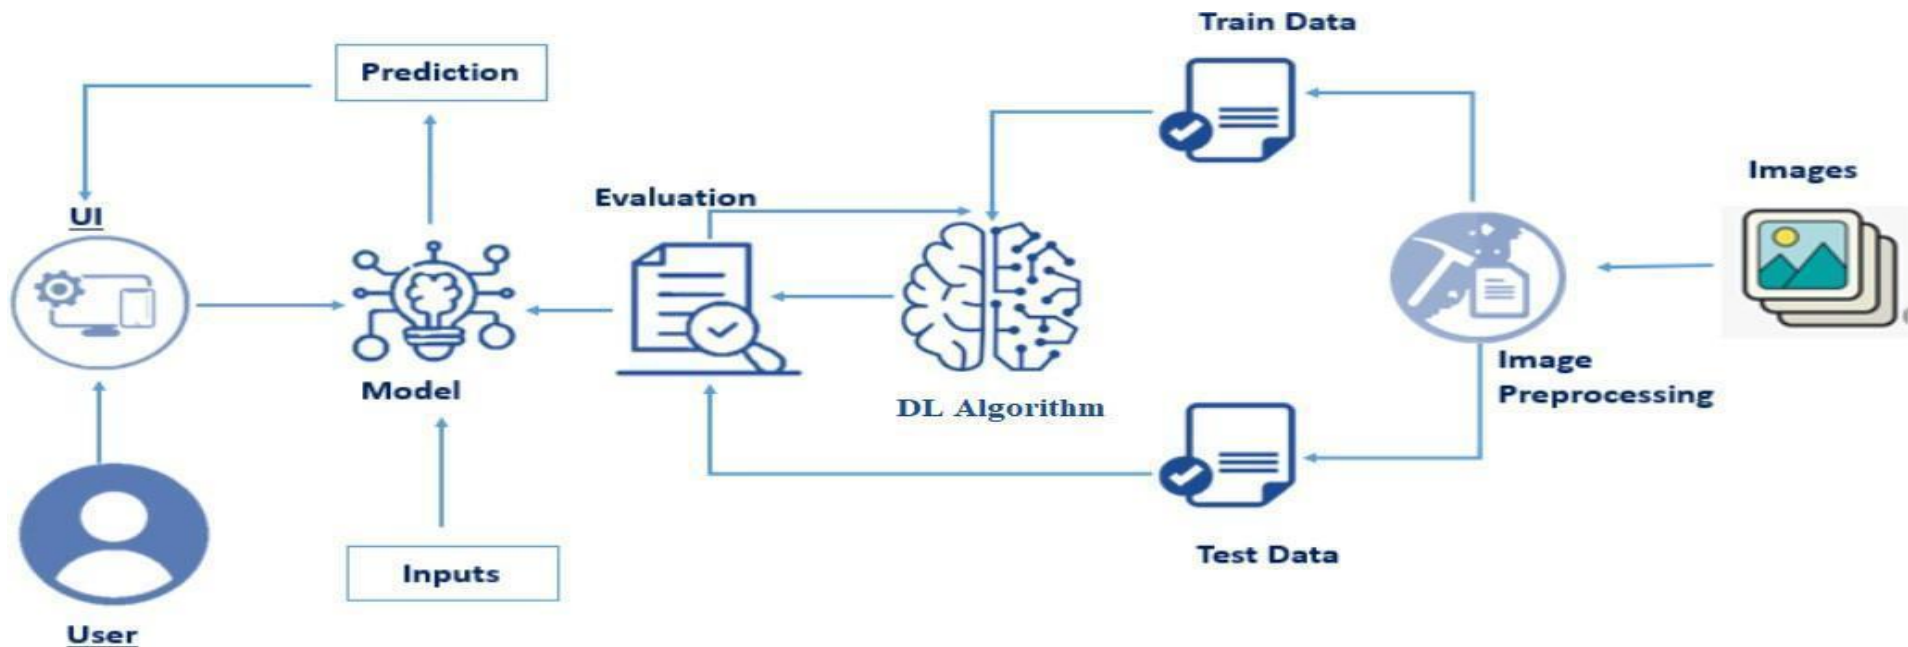 Train Data
Prediction
Images
Evaluation
UI
Image
Preprocessing
Model
DL Algorithm
Test Data
Inputs
User